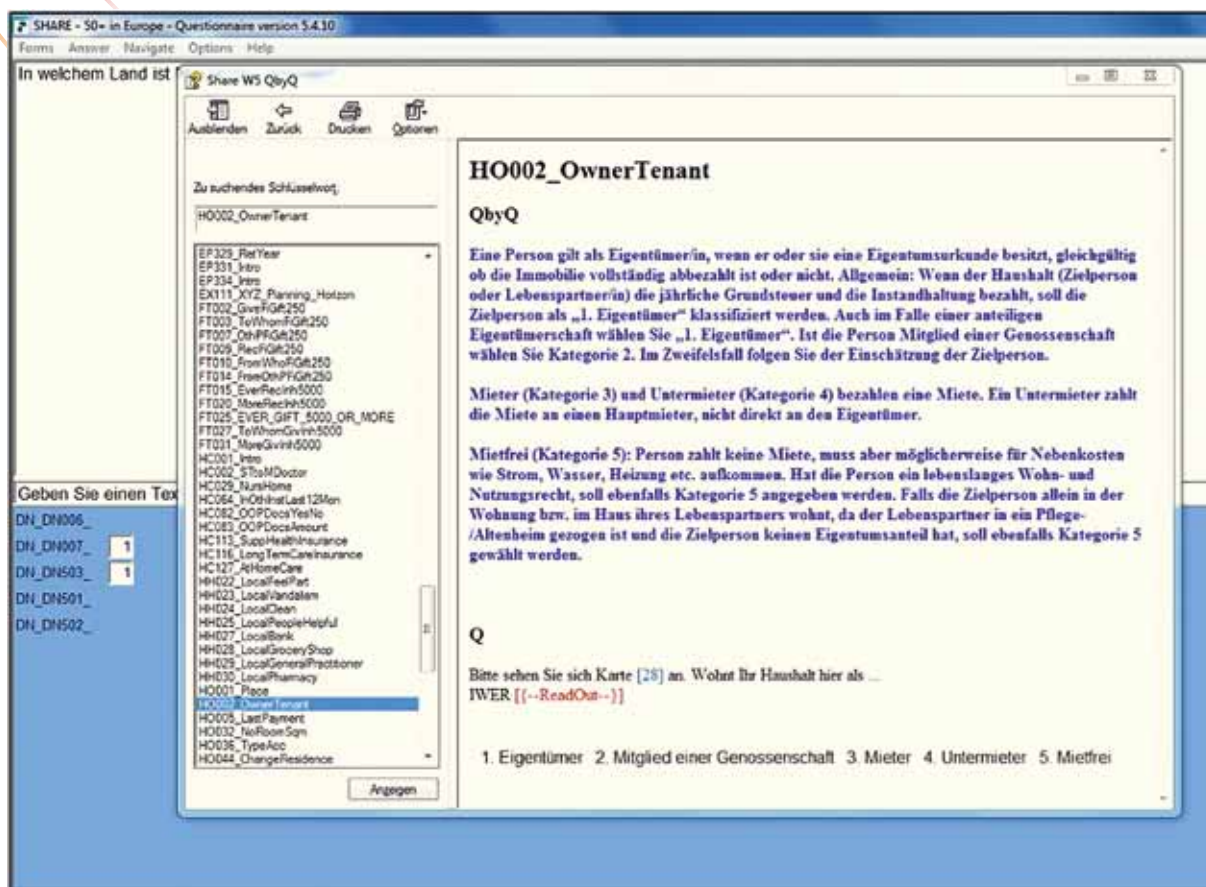 SHARE - 50+ in Europe - Questionnaire version 5.4.10
Forms Answer Navigate Options Help
In welchem Land ist
Share W5 QbyQ
Ausblenden Zurück Drucken Optionen
Zu suchendes Schlüsselwort:
HO002_OwnerTenant
EP329_RetYear
EP331_Intro
EP334_Intro
EX111_XYZ_Planning_Horizon
FT002_GiveFiGift250
FT003_ToWhomFiGift250
FT007_OthPFiGift250
FT009_RecFiGift250
FT010_FromWhoFiGift250
FT014_FromOthPFiGift250
FT015_EverRecInh5000
FT020_MoreRecInh5000
FT025_EVER_GIFT_5000_OR_MORE
FT027_ToWhomGivInh5000
FT031_MoreGivInh5000
HC001_Intro
HC002_STtoMDoctor
HC029_NursHome
HC064_InOthInstLast12Mon
HC082_OOPDocsYesNo
HC083_OOPDocsAmount
HC113_SuppHealthInsurance
HC116_LongTermCareInsurance
HC127_AtHomeCare
HH022_LocalFeelPart
HH023_LocalVandalism
HH024_LocalClean
HH025_LocalPeopleHelpful
HH027_LocalBank
HH028_LocalGroceryShop
HH029_LocalGeneralPractitioner
HH030_LocalPharmacy
HO001_Place
HO002_OwnerTenant
HO005_LastPayment
HO032_NoRoomSqm
HO036_TypeAcc
HO044_ChangeResidence
Anzeigen
HO002_OwnerTenant
QbyQ
Eine Person gilt als Eigentümer/in, wenn er oder sie eine Eigentumsurkunde besitzt, gleichgültig
ob die Immobilie vollständig abbezahlt ist oder nicht. Allgemein: Wenn der Haushalt (Zielperson
oder Lebenspartner/in) die jährliche Grundsteuer und die Instandhaltung bezahlt, soll die
Zielperson als „1. Eigentümer” klassifiziert werden. Auch im Falle einer anteiligen
Eigentümerschaft wählen Sie „1. Eigentümer”. Ist die Person Mitglied einer Genossenschaft
wählen Sie Kategorie 2. Im Zweifelsfall folgen Sie der Einschätzung der Zielperson.
Mieter (Kategorie 3) und Untermieter (Kategorie 4) bezahlen eine Miete. Ein Untermieter zahlt
die Miete an einen Hauptmieter, nicht direkt an den Eigentümer.
Mietfrei (Kategorie 5): Person zahlt keine Miete, muss aber möglicherweise für Nebenkosten
wie Strom, Wasser, Heizung etc. aufkommen. Hat die Person ein lebenslanges Wohn- und
Nutzungsrecht, soll ebenfalls Kategorie 5 angegeben werden. Falls die Zielperson allein in der
Wohnung bzw. im Haus ihres Lebenspartners wohnt, da der Lebenspartner in ein Pflege-
/Altenheim gezogen ist und die Zielperson keinen Eigentumsanteil hat, soll ebenfalls Kategorie 5
gewählt werden.
Q
Bitte sehen Sie sich Karte [28] an. Wohnt Ihr Haushalt hier als ...
IWER [{--ReadOut--}]
1. Eigentümer 2. Mitglied einer Genossenschaft 3. Mieter 4. Untermieter 5. Mietfrei
Geben Sie einen Tex
DN_DN006_
DN_DN007_ 1
DN_DN503_ 1
DN_DN501_
DN_DN502_